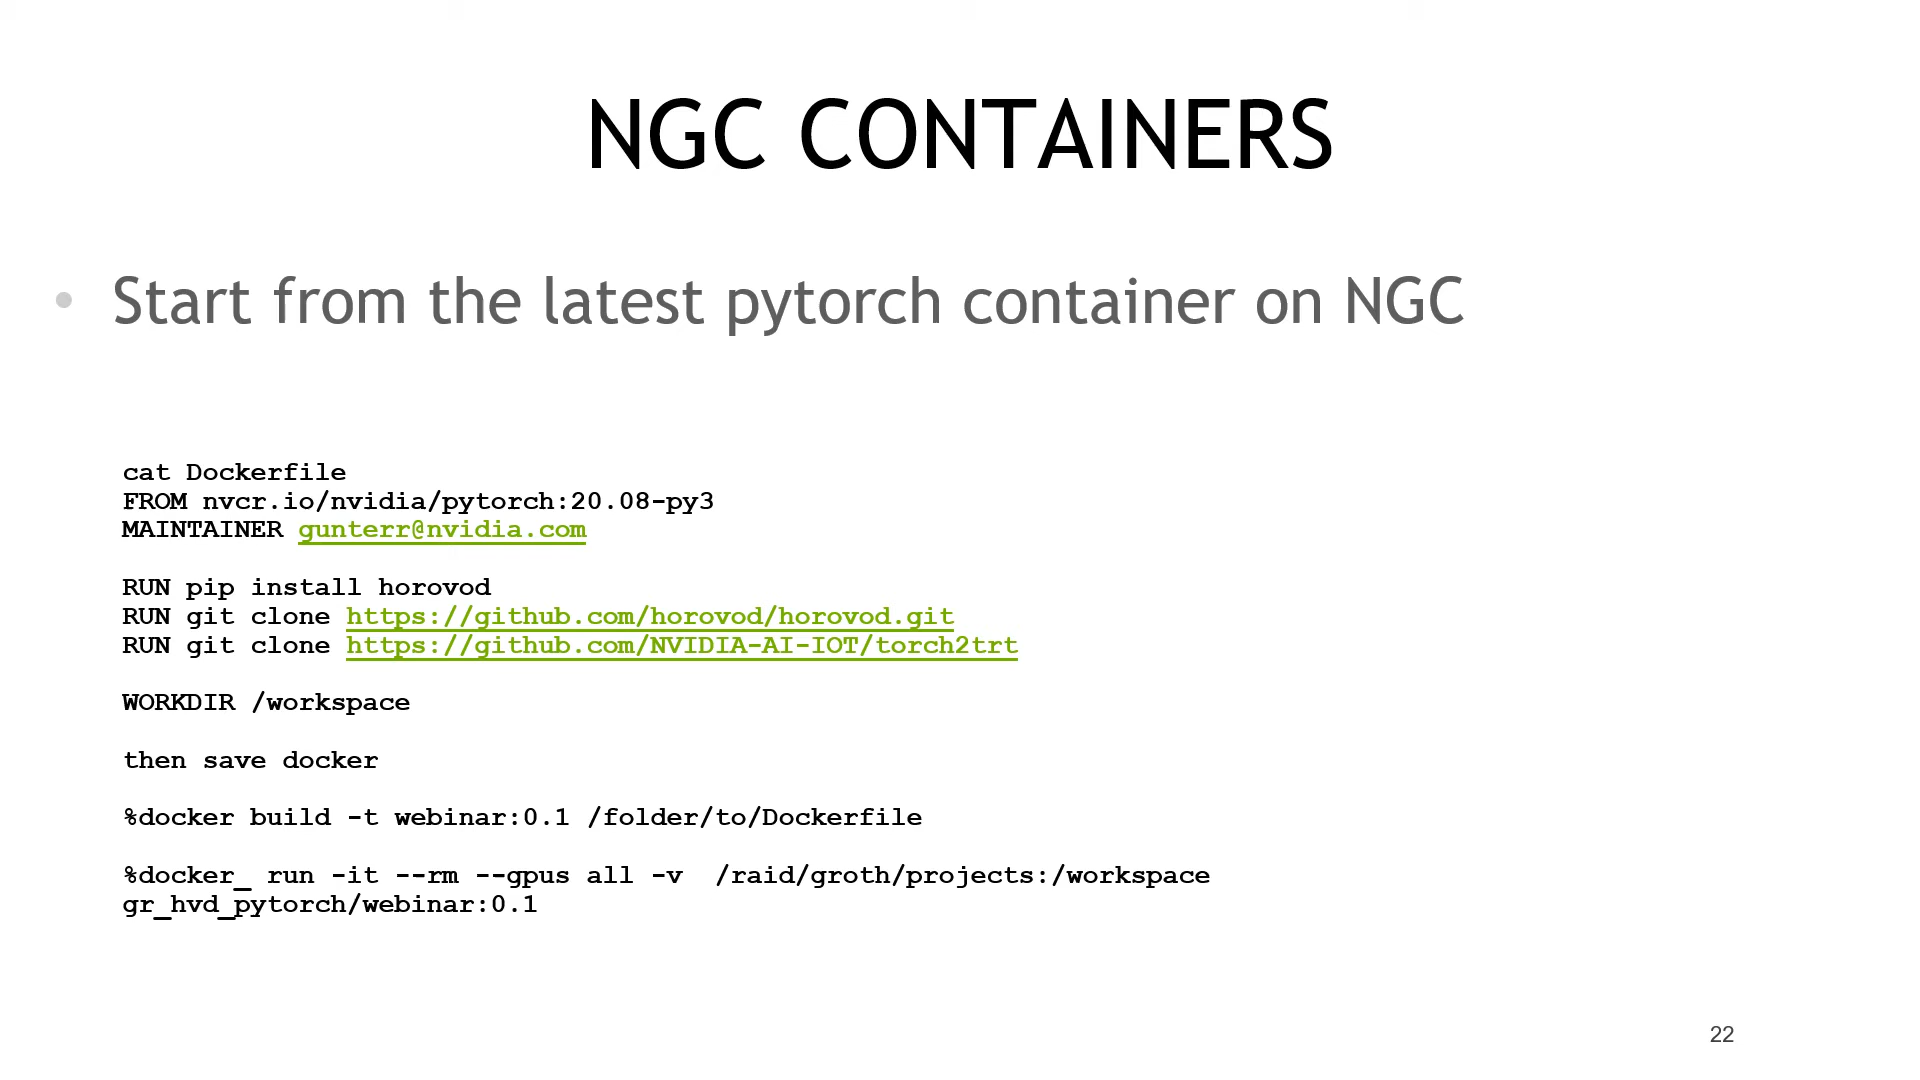 NGC CONTAINERS
• Start from the latest pytorch container on NGC
cat Dockerfile
FROM nvcr.io/nvidia/pytorch:20.08-py3
MAINTAINER gunterr@nvidia.com
RUN pip install horovod
RUN git clone https://github.com/horovod/horovod.git
RUN git clone https://github.com/NVIDIA-AI-IOT/torch2trt
WORKDIR /workspace
then save docker
%docker build -t webinar:0.1 /folder/to/Dockerfile
%docker_ run -it --rm --gpus all -v  /raid/groth/projects:/workspace
gr_hvd_pytorch/webinar:0.1
22